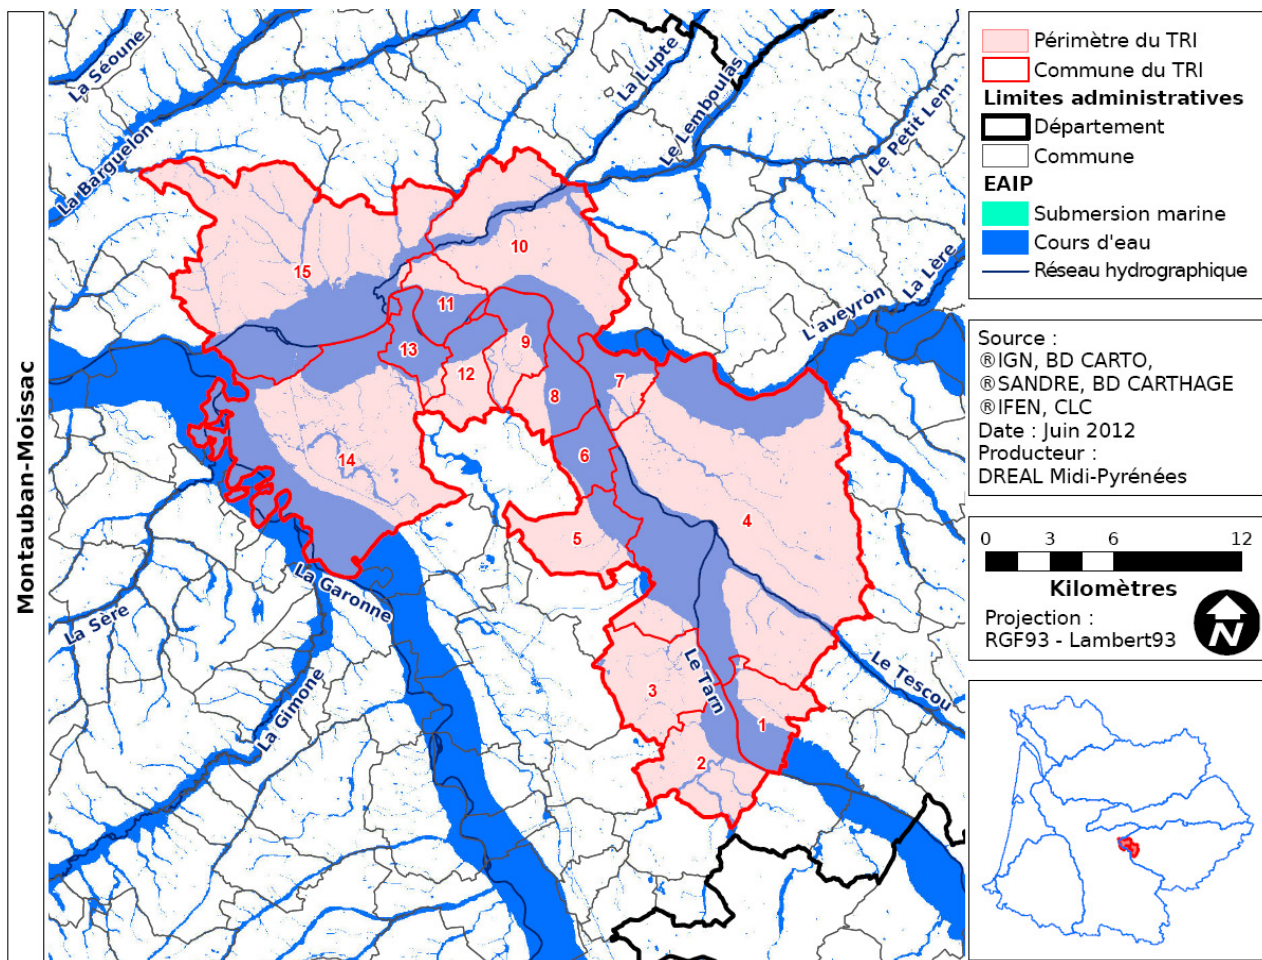 Montauban-Moissac
La Séoune
La Barguelon
La Lupte
Le Lemboulas
Le Petit Lem.
La Lère
L'aveyron
La Garonne
La Sère
La Gimone
Le Tarn
Le Tescou
15
10
11
13
12
9
7
8
6
14
5
4
3
1
2
Périmètre du TRI
Commune du TRI
Limites administratives
Département
Commune
EAIP
Submersion marine
Cours d'eau
Réseau hydrographique
Source :
®IGN, BD CARTO,
®SANDRE, BD CARTHAGE
®IFEN, CLC
Date : Juin 2012
Producteur :
DREAL Midi-Pyrénées
0 3 6 12
Kilomètres
Projection :
RGF93 - Lambert93
N